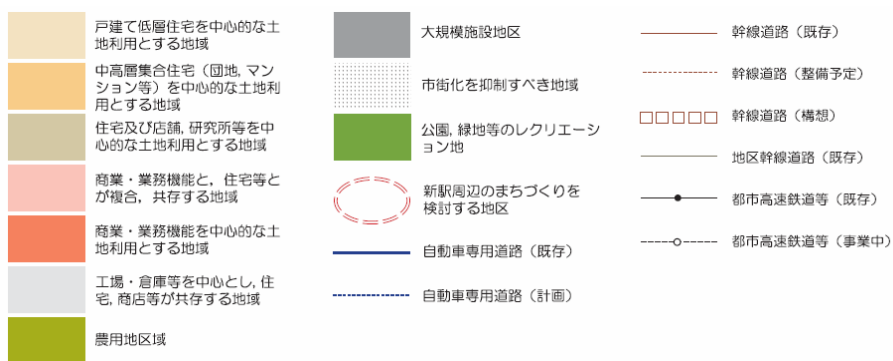 戸建て低層住宅を中心的な土
地利用とする地域
中高層集合住宅（団地,マン
ション等）を中心的な土地利
用とする地域
住宅及び店舗,研究所等を中
心的な土地利用とする地域
商業・業務機能と，住宅等と
が複合，共存する地域
商業・業務機能を中心的な土
地利用とする地域
工場・倉庫等を中心とし,住
宅,商店等が共存する地域
農用地区域
大規模施設地区
市街化を抑制すべき地域
公園,緑地等のレクリエーシ
ョン地
新駅周辺のまちづくりを
検討する地区
自動車専用道路（既存）
自動車専用道路（計画）
幹線道路（既存）
幹線道路（整備予定）
幹線道路（構想）
地区幹線道路（既存）
都市高速鉄道等（既存）
都市高速鉄道等（事業中）